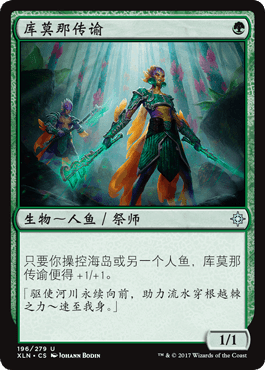 库莫那传谕
生物～人鱼／祭师
只要你操控海岛或另一个人鱼，库莫那
传谕便得 +1/+1。
「驱使河川永续向前，助力流水穿根越棘
之力～速至我身。」
1/1
196/279 U
XLN • CS Johann Bodin
™ & © 2017 Wizards of the Coast